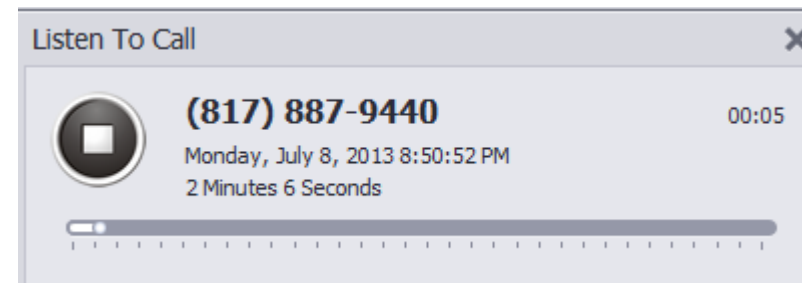 Listen To Call
(817) 887-9440
00:05
Monday, July 8, 2013 8:50:52 PM
2 Minutes 6 Seconds